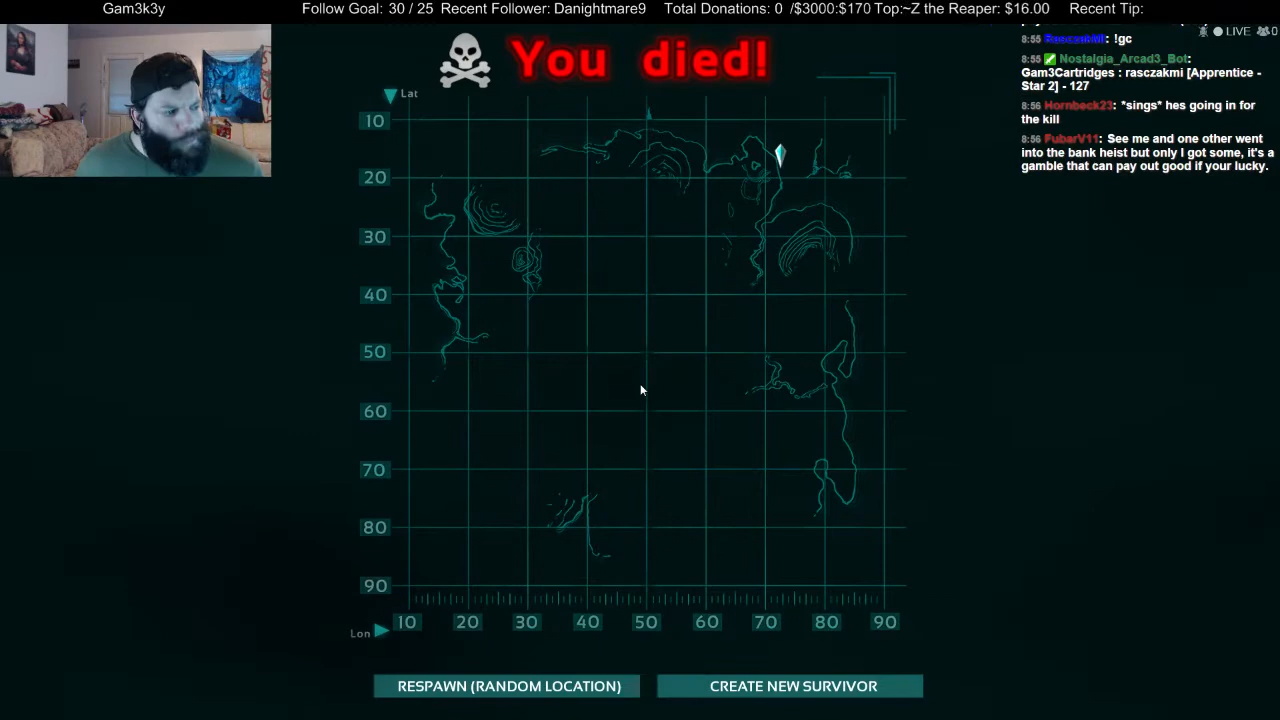 Gam3k3y Follow Goal: 30 / 25 Recent Follower: Danightmare9 Total Donations: 0 /$3000:$170 Top:~Z the Reaper: $16.00 Recent Tip:
LIVE 0
8:55 !gc
8:55 Nostalgia_Arcad3_Bot:
Gam3Cartridges : rasczakmi [Apprentice -
Star 2] - 127
8:56 Hornbeck23: *sings* hes going in for
the kill
8:56 FubarV11: See me and one other went
into the bank heist but only I got some, it's a
gamble that can pay out good if your lucky.
You died!
Lat
10
20
30
40
50
60
70
80
90
Lon
10 20 30 40 50 60 70 80 90
RESPAWN (RANDOM LOCATION) CREATE NEW SURVIVOR